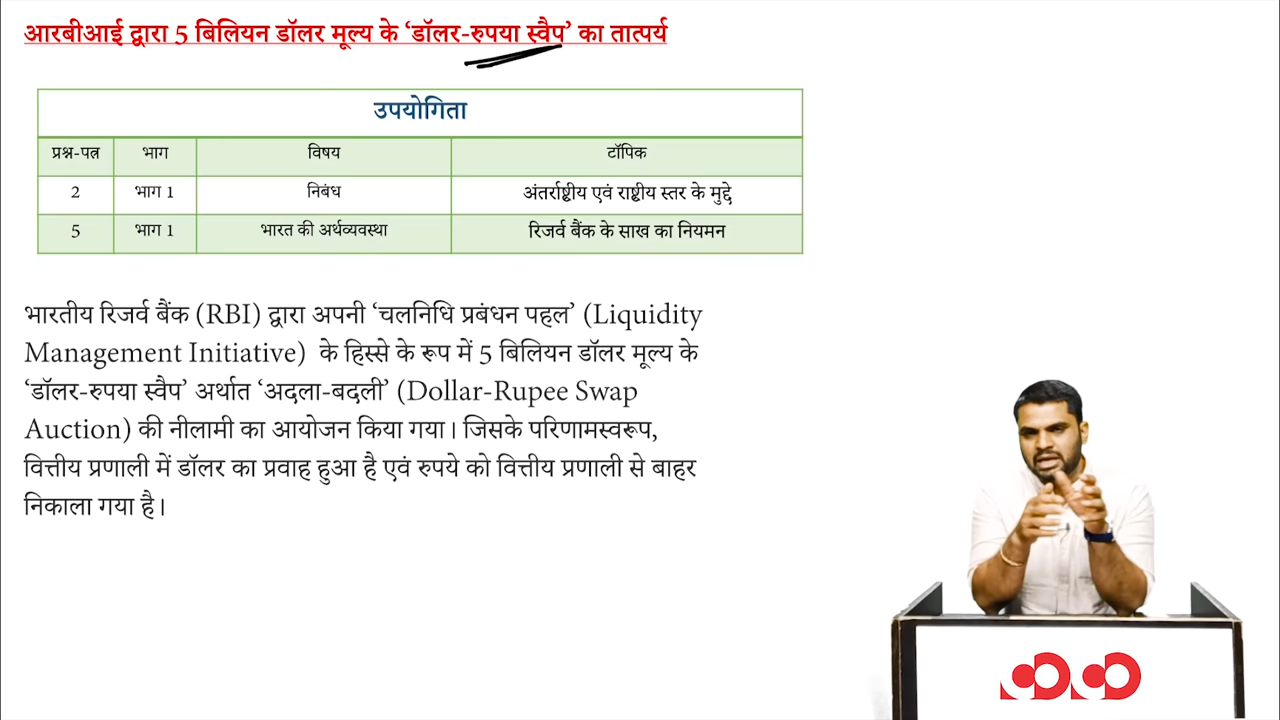 आरबीआई द्वारा 5 बिलियन डॉलर मूल्य के ‘डॉलर-रुपया स्वैप’ का तात्पर्य
उपयोगिता
प्रश्न-पत्र भाग विषय टॉपिक
2 भाग 1 निबंध अंतर्राष्ट्रीय एवं राष्ट्रीय स्तर के मुद्दे
5 भाग 1 भारत की अर्थव्यवस्था रिजर्व बैंक के साख का नियमन
भारतीय रिजर्व बैंक (RBI) द्वारा अपनी ‘चलनिधि प्रबंधन पहल’ (Liquidity
Management Initiative) के हिस्से के रूप में 5 बिलियन डॉलर मूल्य के
‘डॉलर-रुपया स्वैप’ अर्थात ‘अदला-बदली’ (Dollar-Rupee Swap
Auction) की नीलामी का आयोजन किया गया। जिसके परिणामस्वरूप,
वित्तीय प्रणाली में डॉलर का प्रवाह हुआ है एवं रुपये को वित्तीय प्रणाली से बाहर
निकाला गया है।